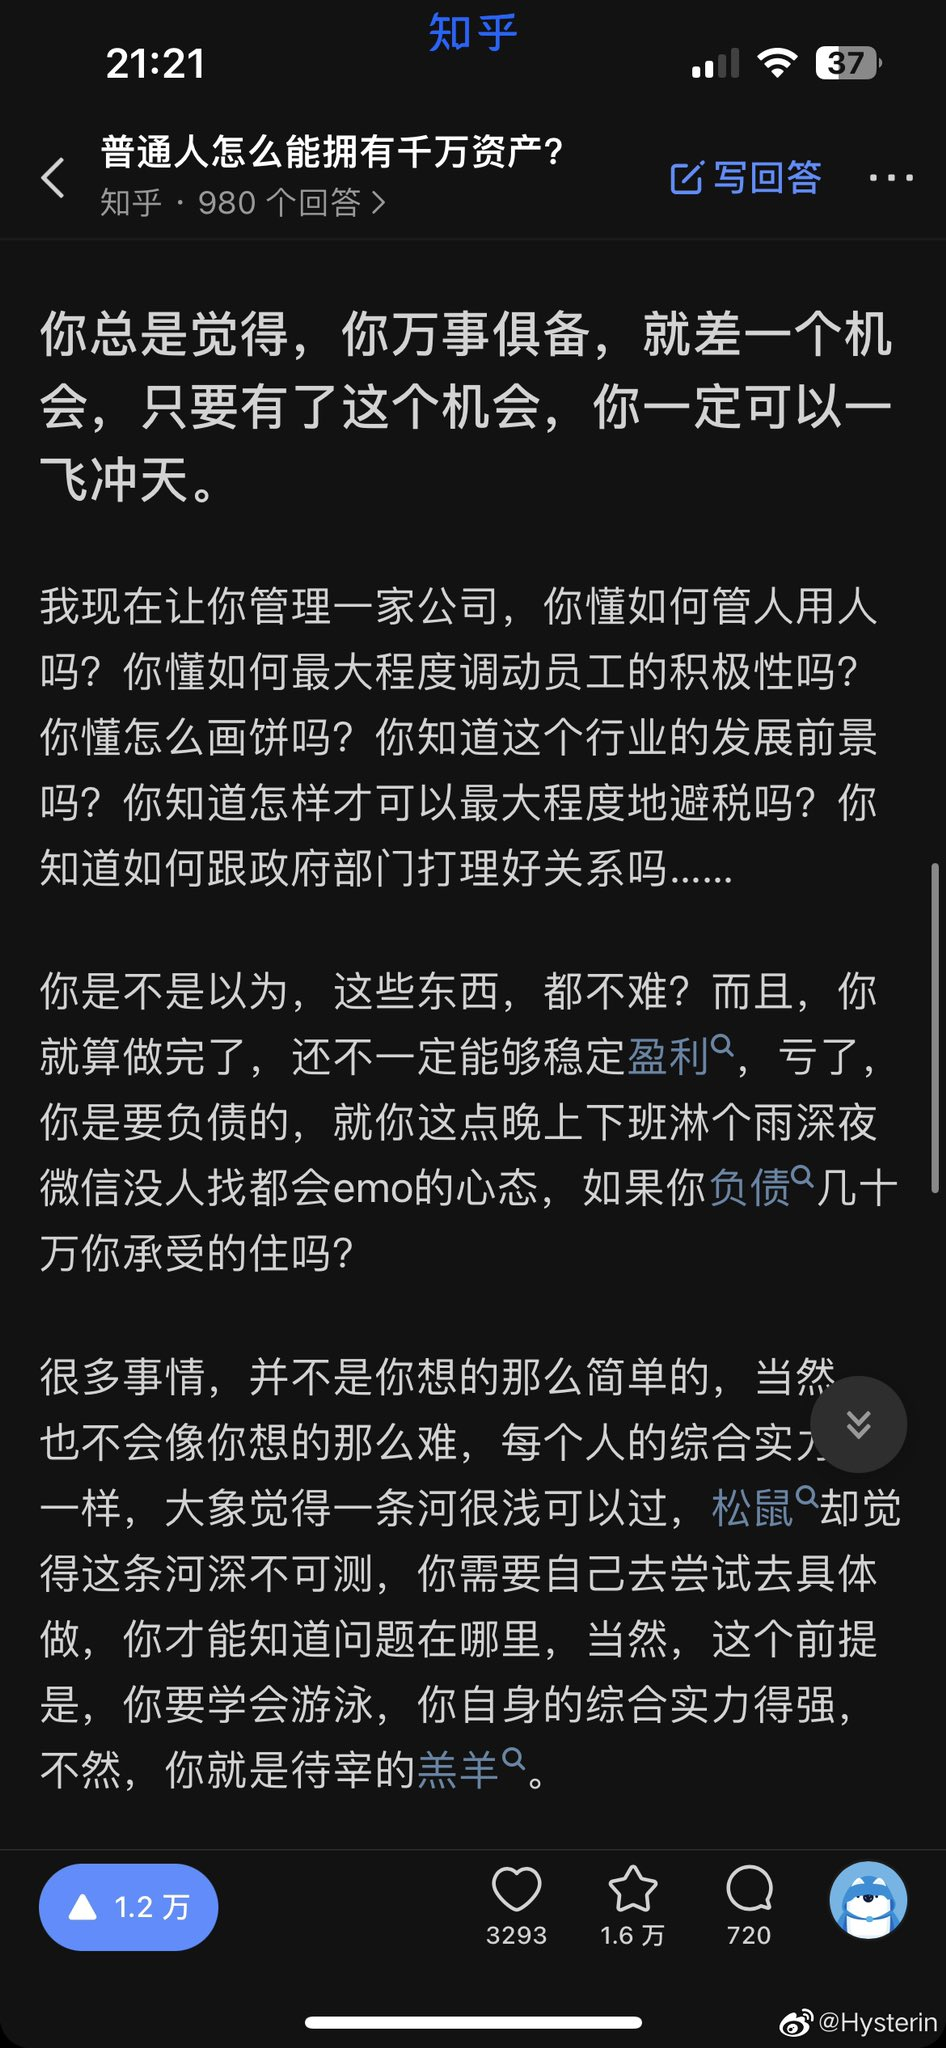 知乎
21:21
37
普通人怎么能拥有千万资产?
知乎 · 980 个回答 >
写回答
你总是觉得，你万事俱备，就差一个机
会，只要有了这个机会，你一定可以一
飞冲天。
我现在让你管理一家公司，你懂如何管人用人
吗？你懂如何最大程度调动员工的积极性吗？
你懂怎么画饼吗？你知道这个行业的发展前景
吗？你知道怎样才可以最大程度地避税吗？你
知道如何跟政府部门打理好关系吗……
你是不是以为，这些东西，都不难？而且，你
就算做完了，还不一定能够稳定盈利，亏了，
你是要负债的，就你这点晚上下班淋个雨深夜
微信没人找都会emo的心态，如果你负债几十
万你承受的住吗？
很多事情，并不是你想的那么简单的，当然
也不会像你想的那么难，每个人的综合实力
一样，大象觉得一条河很浅可以过，松鼠却觉
得这条河深不可测，你需要自己去尝试去具体
做，你才能知道问题在哪里，当然，这个前提
是，你要学会游泳，你自身的综合实力得强，
不然，你就是待宰的羔羊。
1.2 万
3293
1.6 万
720
@Hysterin